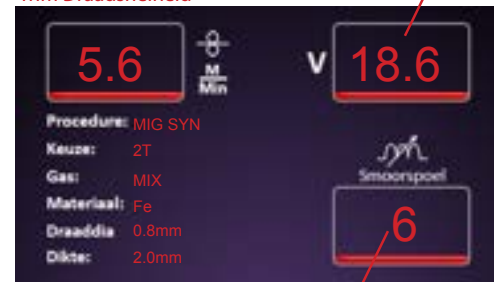 5.6
M
Min
V
18.6
Procedure: MIG SYN
Keuze: 2T
Gas: MIX
Materiaal: Fe
Draaddia 0.8mm
Dikte: 2.0mm
Smoorspoel
6